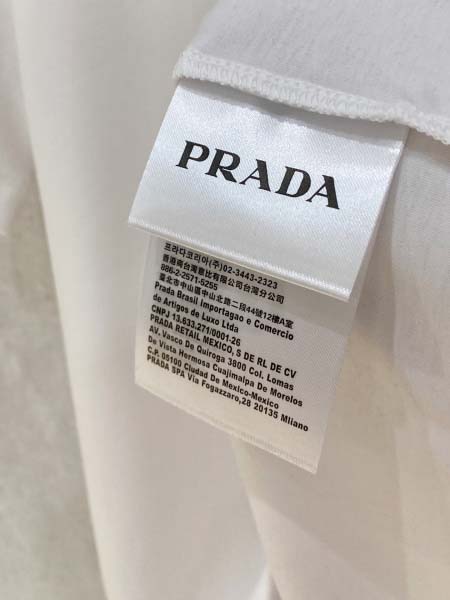 PRADA
프라다코리아(주)02-3443-2323
香港商台灣普比有限公司台灣分公司
886-2-2571-5255
臺北市中山區中山北路二段44號12樓A室
Prada Brasil Importagao e Comercio
de Artigos de Luxo Ltda
CNPJ 13.633.271/0001-26
PRADA RETAIL MEXICO, S DE RL DE CV
AV. Vasco De Quiroga 3800 Col. Lomas
De Vista Hermosa Cuajimalpa De Morelos
C.P. 05100 Ciudad De Mexico-Mexico
PRADA SPA Via Fogazzaro,28 20135 Milano